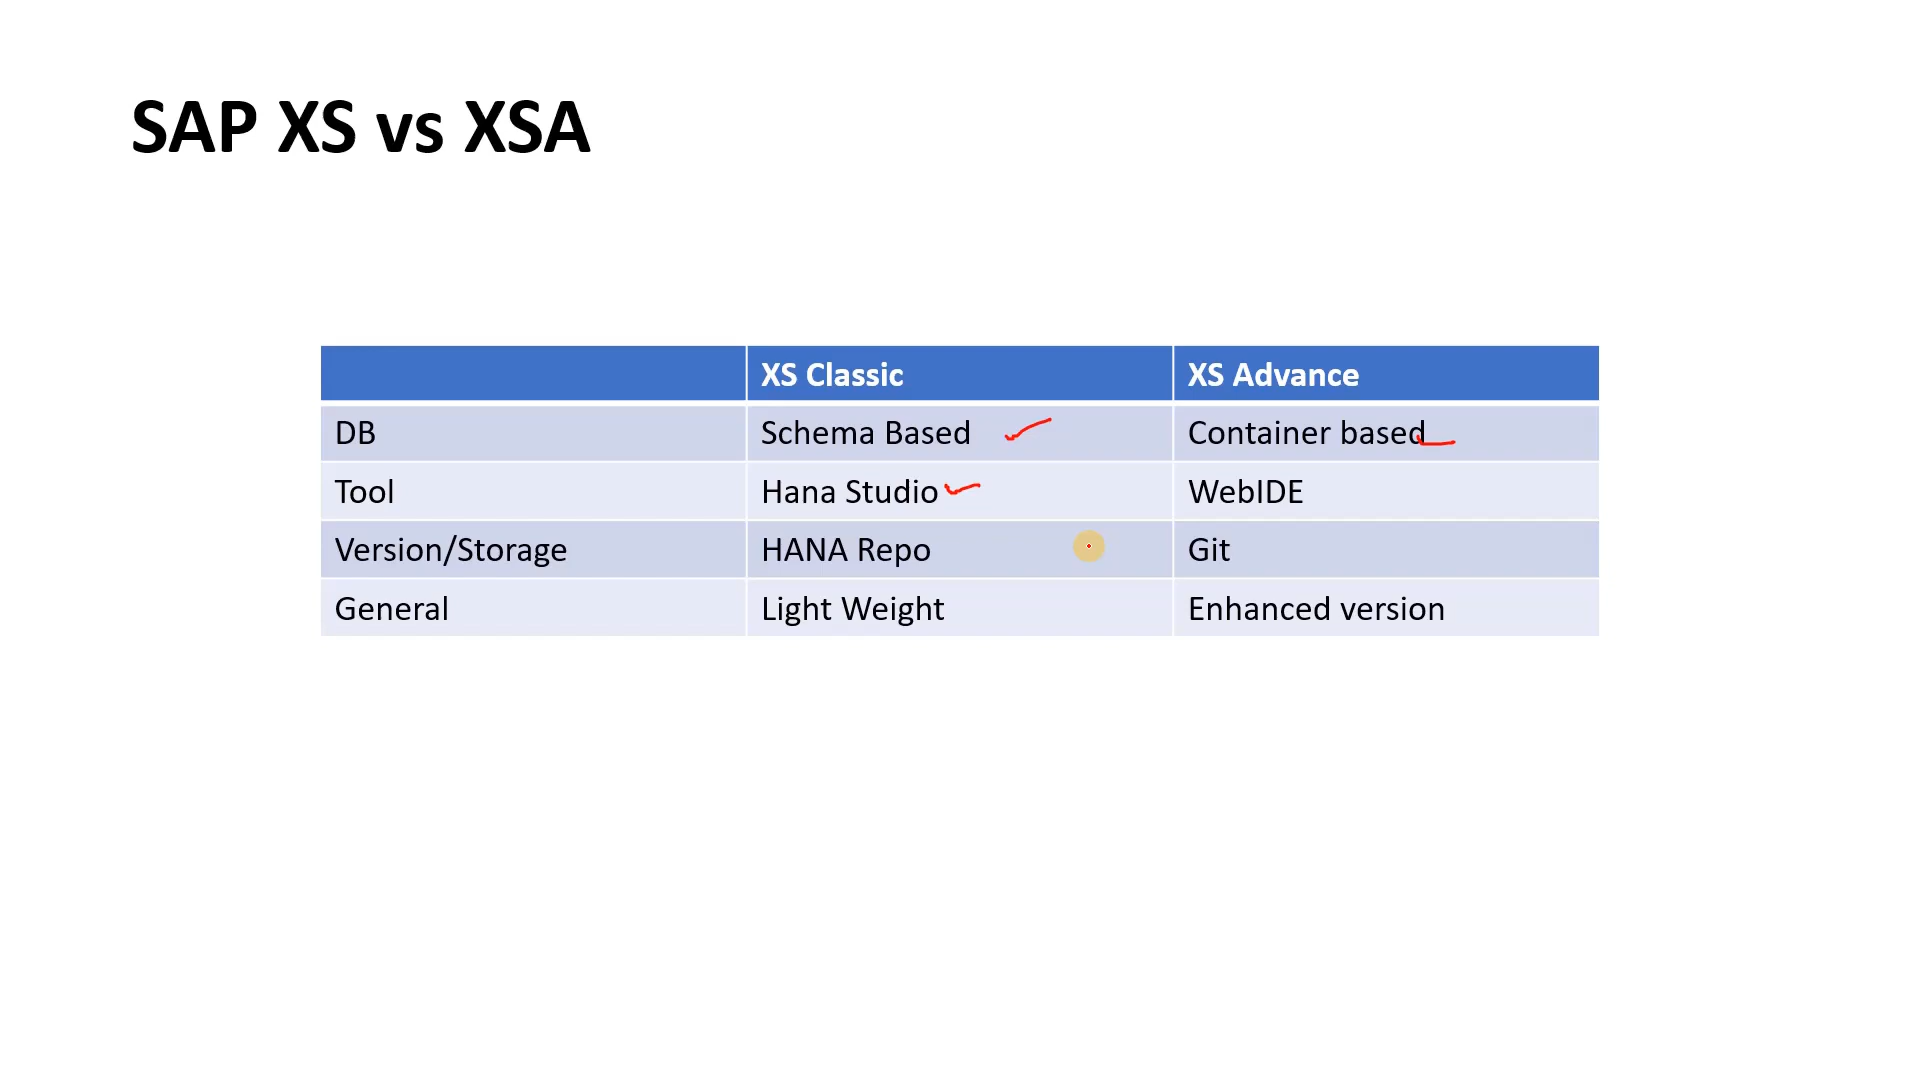 SAP XS vs XSA
XS Classic XS Advance
DB Schema Based Container based
Tool Hana Studio WebIDE
Version/Storage HANA Repo Git
General Light Weight Enhanced version